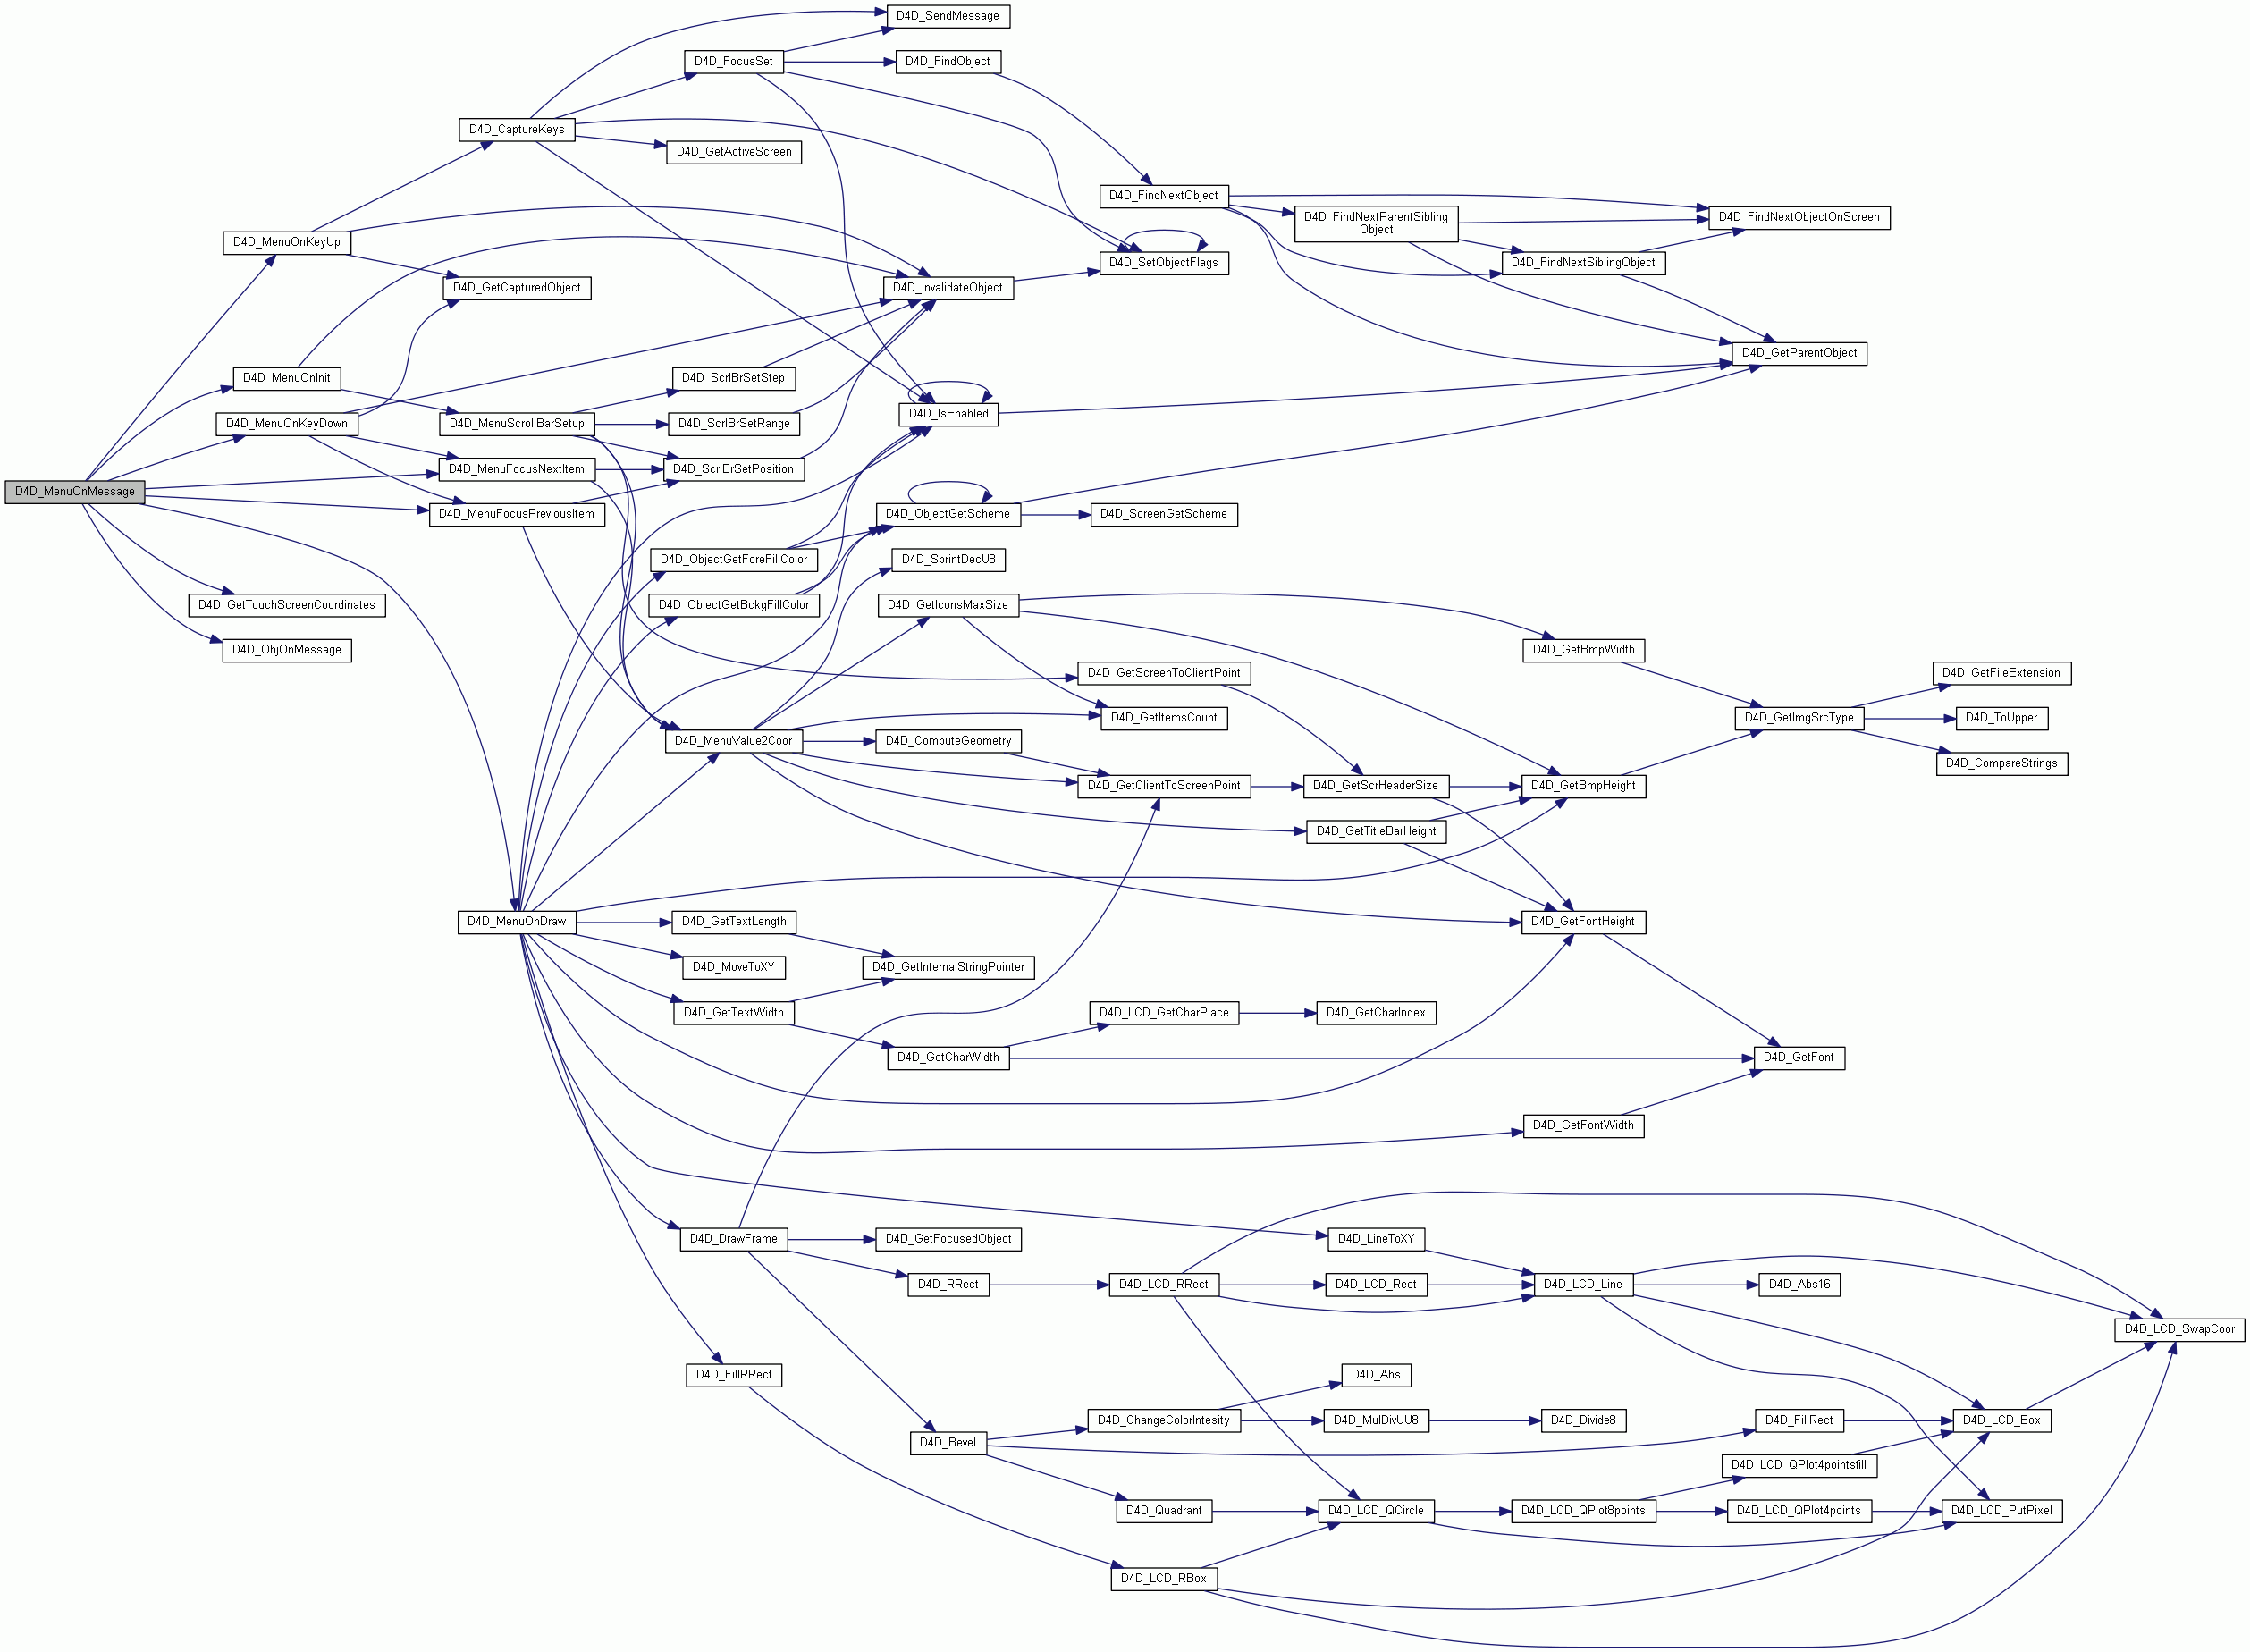 D4D_SendMessage
D4D_FocusSet
D4D_FindObject
D4D_CaptureKeys
D4D_GetActiveScreen
D4D_FindNextObject
D4D_FindNextParentSibling
Object
D4D_FindNextObjectOnScreen
D4D_MenuOnKeyUp
D4D_SetObjectFlags
D4D_FindNextSiblingObject
D4D_GetCapturedObject
D4D_InvalidateObject
D4D_GetParentObject
D4D_MenuOnInit
D4D_ScrlBrSetStep
D4D_IsEnabled
D4D_MenuOnKeyDown
D4D_MenuScrollBarSetup
D4D_ScrlBrSetRange
D4D_MenuFocusNextItem
D4D_ScrlBrSetPosition
D4D_MenuOnMessage
D4D_MenuFocusPreviousItem
D4D_ObjectGetScheme
D4D_ScreenGetScheme
D4D_ObjectGetForeFillColor
D4D_SprintDecU8
D4D_GetTouchScreenCoordinates
D4D_ObjectGetBckgFillColor
D4D_GetIconsMaxSize
D4D_ObjOnMessage
D4D_GetBmpWidth
D4D_GetScreenToClientPoint
D4D_GetFileExtension
D4D_GetItemsCount
D4D_GetImgSrcType
D4D_ToUpper
D4D_MenuValue2Coor
D4D_ComputeGeometry
D4D_CompareStrings
D4D_GetClientToScreenPoint
D4D_GetScrHeaderSize
D4D_GetBmpHeight
D4D_GetTitleBarHeight
D4D_MenuOnDraw
D4D_GetTextLength
D4D_GetFontHeight
D4D_MoveToXY
D4D_GetInternalStringPointer
D4D_GetTextWidth
D4D_LCD_GetCharPlace
D4D_GetCharIndex
D4D_GetCharWidth
D4D_GetFont
D4D_GetFontWidth
D4D_DrawFrame
D4D_GetFocusedObject
D4D_LineToXY
D4D_RRect
D4D_LCD_RRect
D4D_LCD_Rect
D4D_LCD_Line
D4D_Abs16
D4D_LCD_SwapCoor
D4D_FillRRect
D4D_Abs
D4D_ChangeColorIntesity
D4D_MulDivUU8
D4D_Divide8
D4D_FillRect
D4D_LCD_Box
D4D_Bevel
D4D_LCD_QPlot4pointsfill
D4D_Quadrant
D4D_LCD_QCircle
D4D_LCD_QPlot8points
D4D_LCD_QPlot4points
D4D_LCD_PutPixel
D4D_LCD_RBox